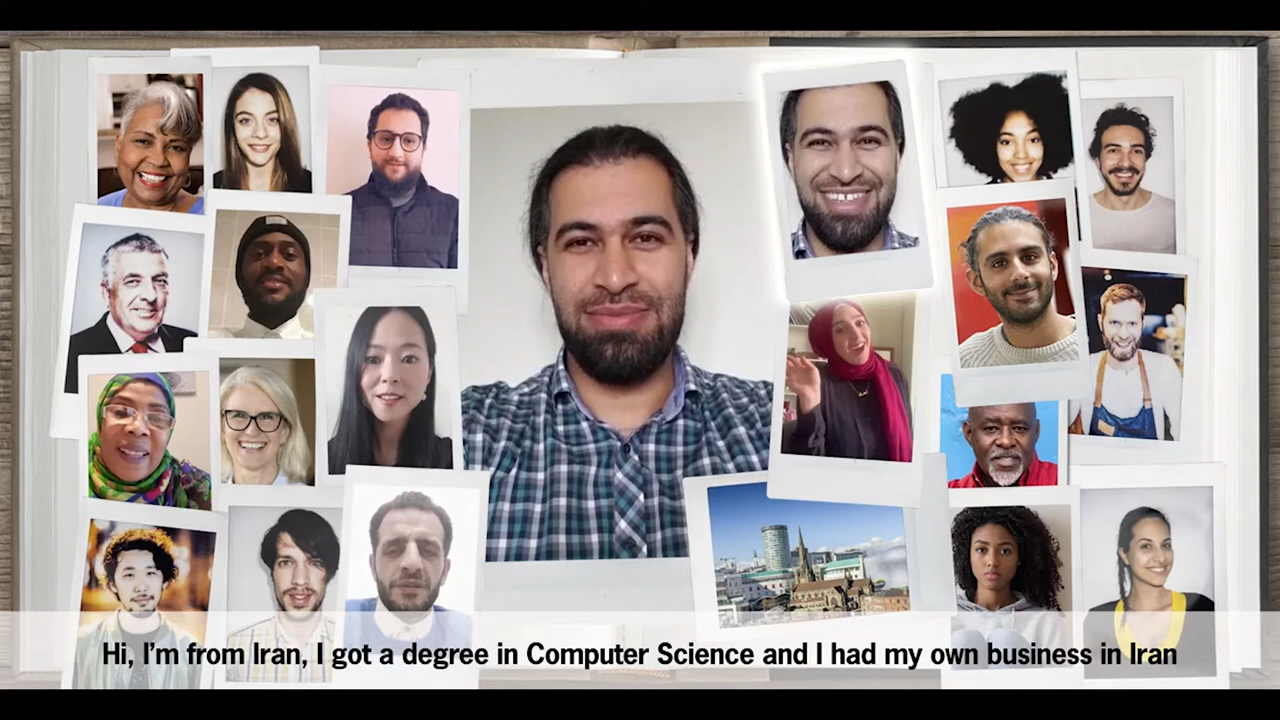 Hi, I'm from Iran, I got a degree in Computer Science and I had my own business in Iran